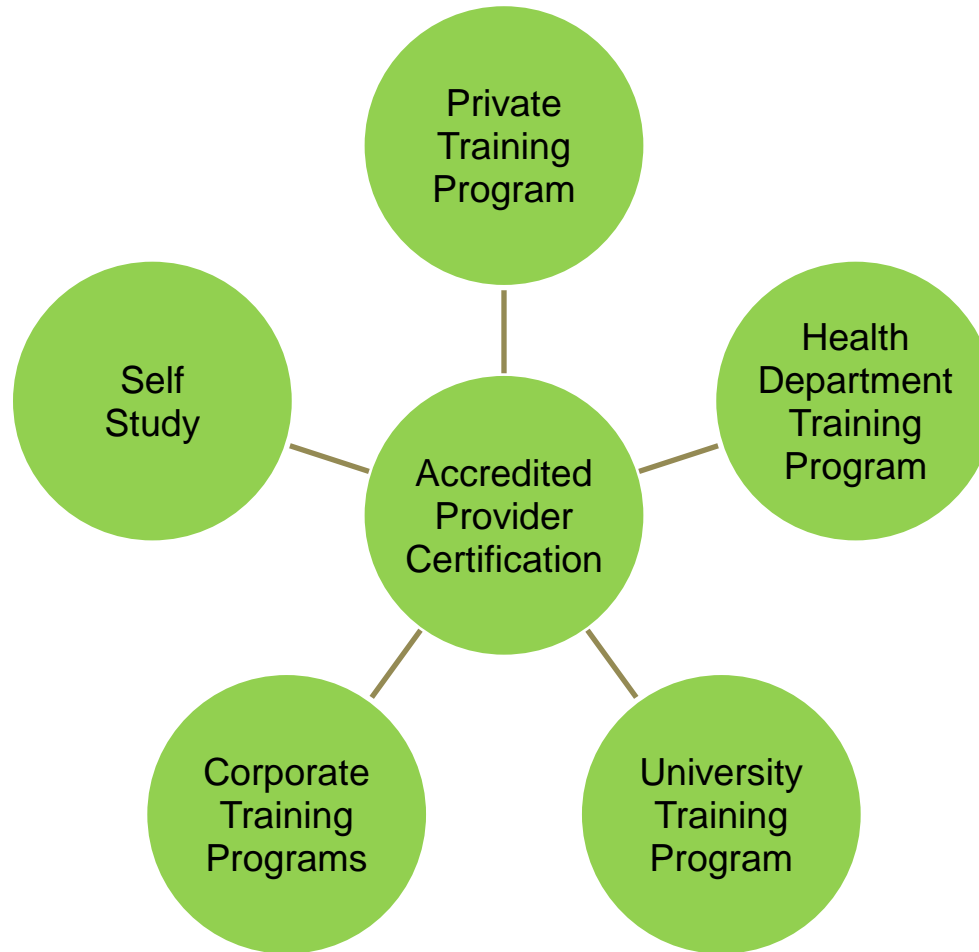 Private
Training
Program
Health
Department
Training
Program
Self
Study
Accredited
Provider
Certification
Corporate
Training
Programs
University
Training
Program